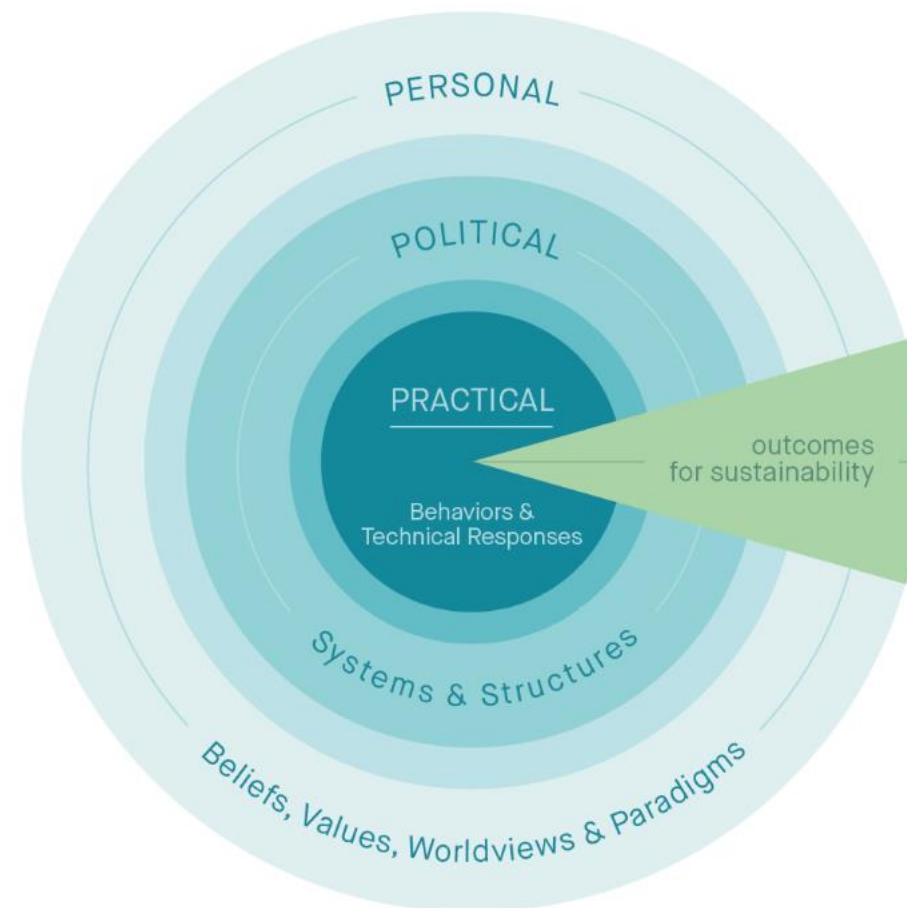 PERSONAL
POLITICAL
PRACTICAL
Behaviors &
Technical Responses
outcomes
for sustainability
Systems & Structures
Beliefs, Values, Worldviews & Paradigms